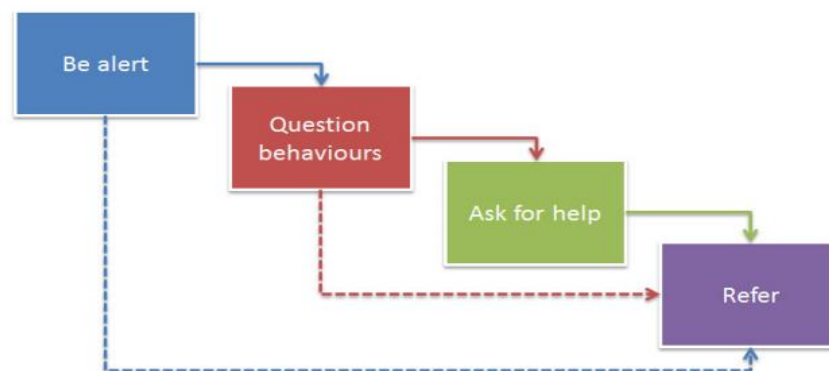 Be alert
Question
behaviours
Ask for help
Refer